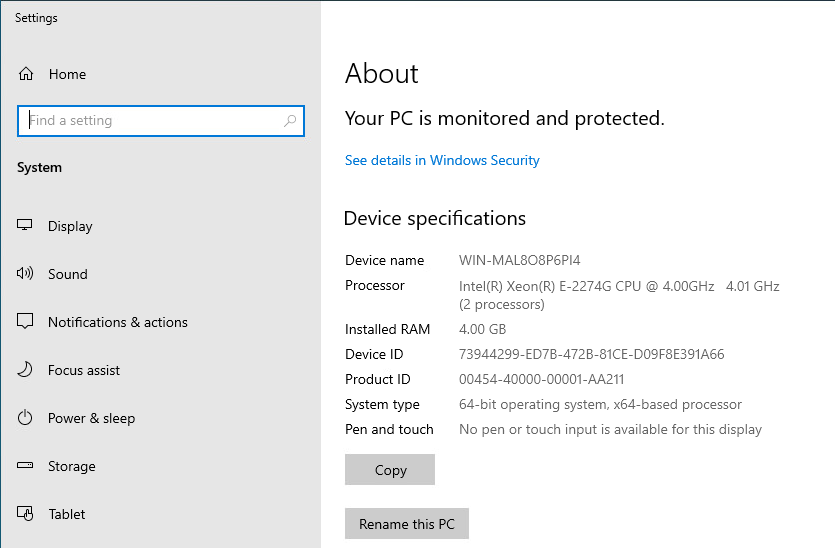 Settings
Home
Find a setting
System
Display
Sound
Notifications & actions
Focus assist
Power & sleep
Storage
Tablet
About
Your PC is monitored and protected.
See details in Windows Security
Device specifications
Device name WIN-MAL8O8P6PI4
Processor Intel(R) Xeon(R) E-2274G CPU @ 4.00GHz 4.01 GHz
(2 processors)
Installed RAM 4.00 GB
Device ID 73944299-ED7B-472B-81CE-D09F8E391A66
Product ID 00454-40000-00001-AA211
System type 64-bit operating system, x64-based processor
Pen and touch No pen or touch input is available for this display
Copy
Rename this PC